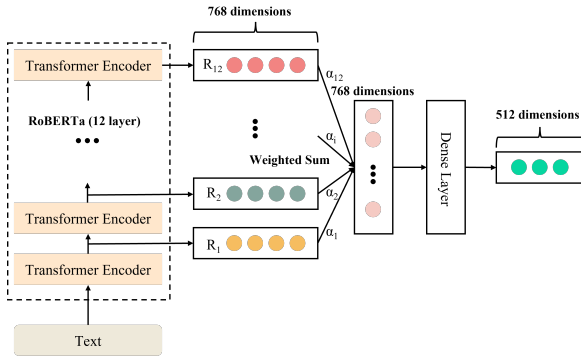 768 dimensions
Transformer Encoder
R12
α12
768 dimensions
RoBERTa (12 layer)
αi
Weighted Sum
512 dimensions
Dense Layer
R2
α2
Transformer Encoder
R1
α1
Transformer Encoder
Text